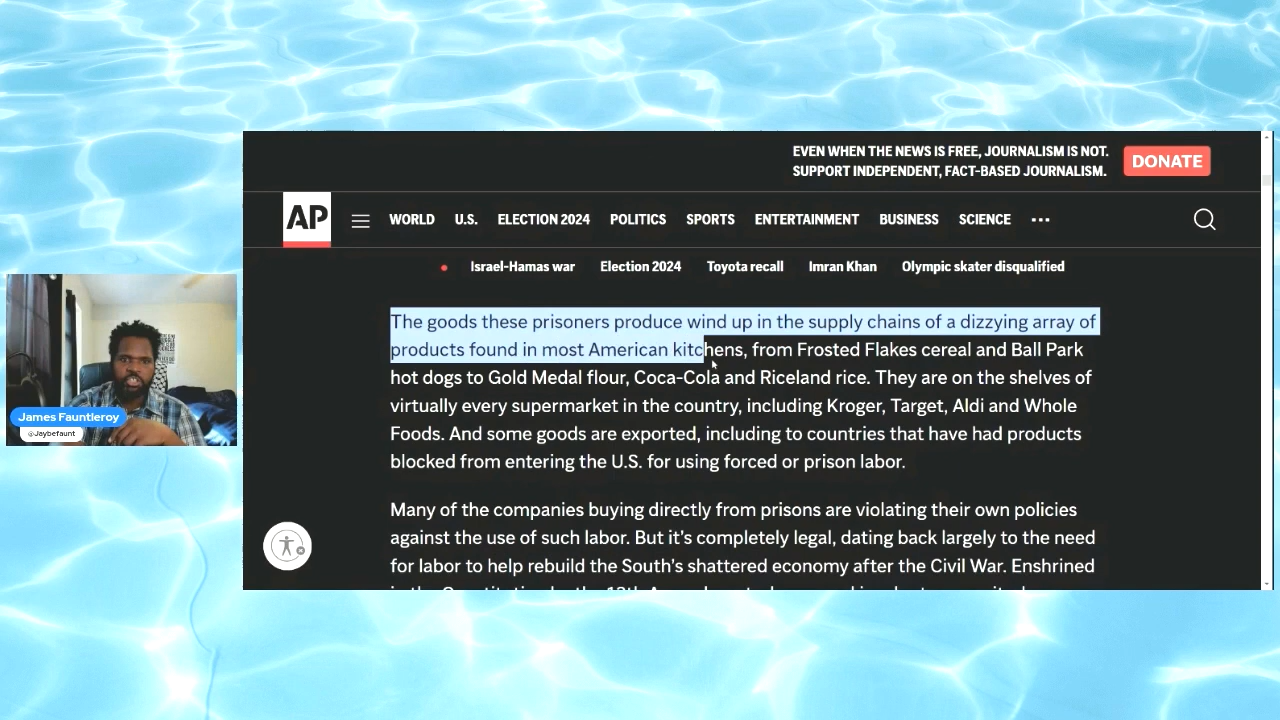 EVEN WHEN THE NEWS IS FREE, JOURNALISM IS NOT.
SUPPORT INDEPENDENT, FACT-BASED JOURNALISM.
DONATE
AP
WORLD U.S. ELECTION 2024 POLITICS SPORTS ENTERTAINMENT BUSINESS SCIENCE
Israel-Hamas war Election 2024 Toyota recall Imran Khan Olympic skater disqualified
The goods these prisoners produce wind up in the supply chains of a dizzying array of
products found in most American kitchens, from Frosted Flakes cereal and Ball Park
hot dogs to Gold Medal flour, Coca-Cola and Riceland rice. They are on the shelves of
virtually every supermarket in the country, including Kroger, Target, Aldi and Whole
Foods. And some goods are exported, including to countries that have had products
blocked from entering the U.S. for using forced or prison labor.
Many of the companies buying directly from prisons are violating their own policies
against the use of such labor. But it's completely legal, dating back largely to the need
for labor to help rebuild the South's shattered economy after the Civil War. Enshrined
James Fauntleroy
@Jaybefaunt